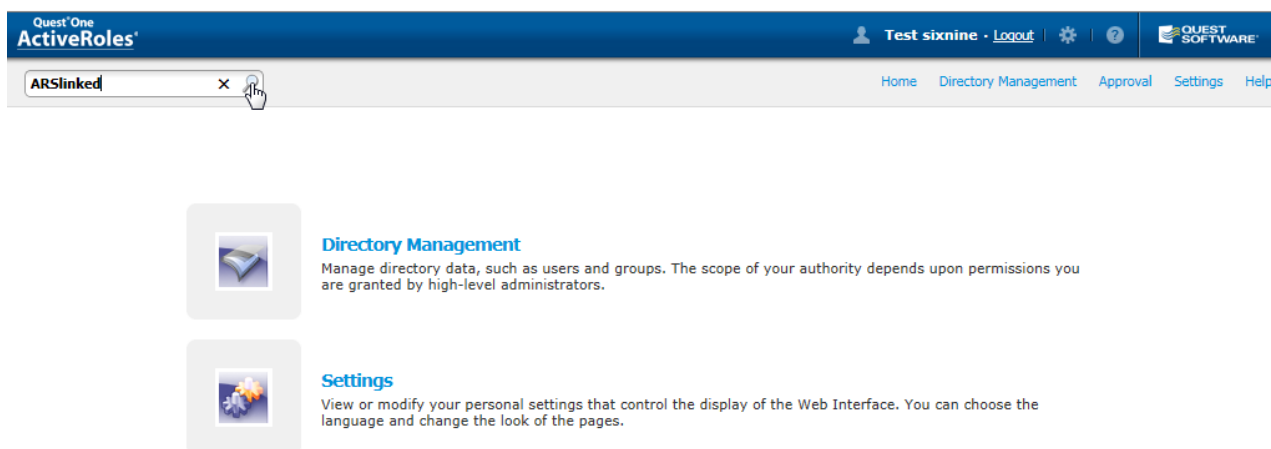 Quest® One
ActiveRoles®
Test sixnine · Logout
QUEST
SOFTWARE®
ARSlinked
Home Directory Management Approval Settings Help
Directory Management
Manage directory data, such as users and groups. The scope of your authority depends upon permissions you
are granted by high-level administrators.
Settings
View or modify your personal settings that control the display of the Web Interface. You can choose the
language and change the look of the pages.